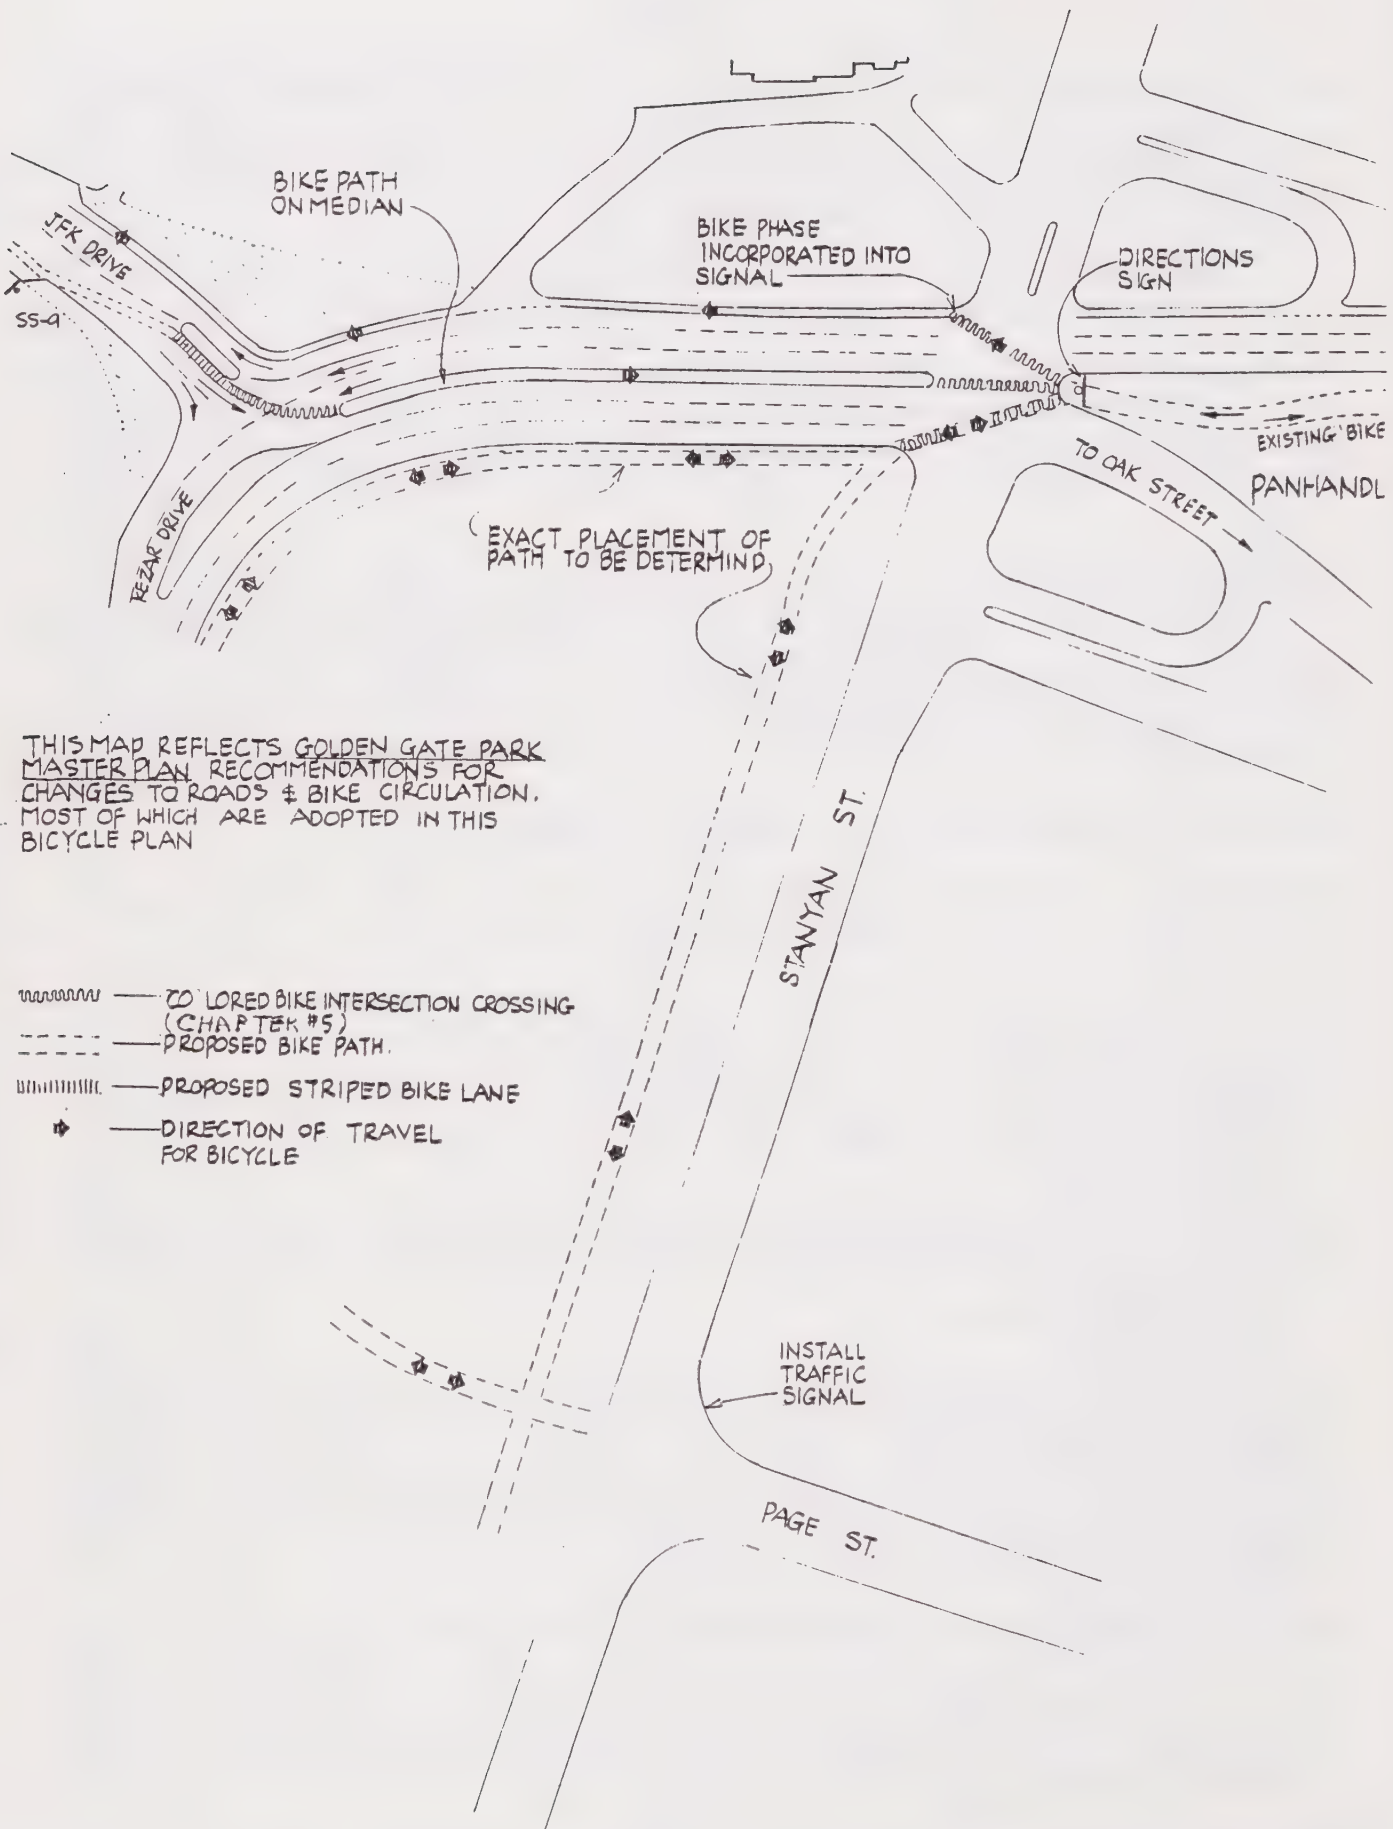 BIKE PATH
ON MEDIAN
BIKE PHASE
INCORPORATED INTO
SIGNAL
DIRECTIONS
SIGN
JFK DRIVE
SS-9
EXISTING BIKE
PANHANDL
TO OAK STREET
KEZAR DRIVE
EXACT PLACEMENT OF
PATH TO BE DETERMIND
THIS MAP REFLECTS GOLDEN GATE PARK
MASTER PLAN RECOMMENDATIONS FOR
CHANGES TO ROADS & BIKE CIRCULATION.
MOST OF WHICH ARE ADOPTED IN THIS
BICYCLE PLAN
STANYAN ST.
CO LORED BIKE INTERSECTION CROSSING
(CHAPTER #5)
PROPOSED BIKE PATH.
PROPOSED STRIPED BIKE LANE
DIRECTION OF TRAVEL
FOR BICYCLE
INSTALL
TRAFFIC
SIGNAL
PAGE ST.